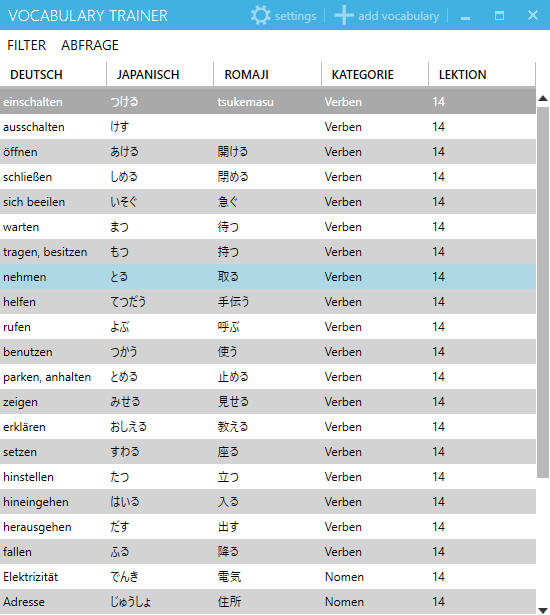 VOCABULARY TRAINER settings add vocabulary
FILTER ABFRAGE
DEUTSCH JAPANISCH ROMAJI KATEGORIE LEKTION
einschalten つける tsukemasu Verben 14
ausschalten けす Verben 14
öffnen あける 開ける Verben 14
schließen しめる 閉める Verben 14
sich beeilen いそぐ 急ぐ Verben 14
warten まつ 待つ Verben 14
tragen, besitzen もつ 持つ Verben 14
nehmen とる 取る Verben 14
helfen てつだう 手伝う Verben 14
rufen よぶ 呼ぶ Verben 14
benutzen つかう 使う Verben 14
parken, anhalten とめる 止める Verben 14
zeigen みせる 見せる Verben 14
erklären おしえる 教える Verben 14
setzen すわる 座る Verben 14
hinstellen たつ 立つ Verben 14
hineingehen はいる 入る Verben 14
herausgehen だす 出す Verben 14
fallen ふる 降る Verben 14
Elektrizität でんき 電気 Nomen 14
Adresse じゅうしょ 住所 Nomen 14